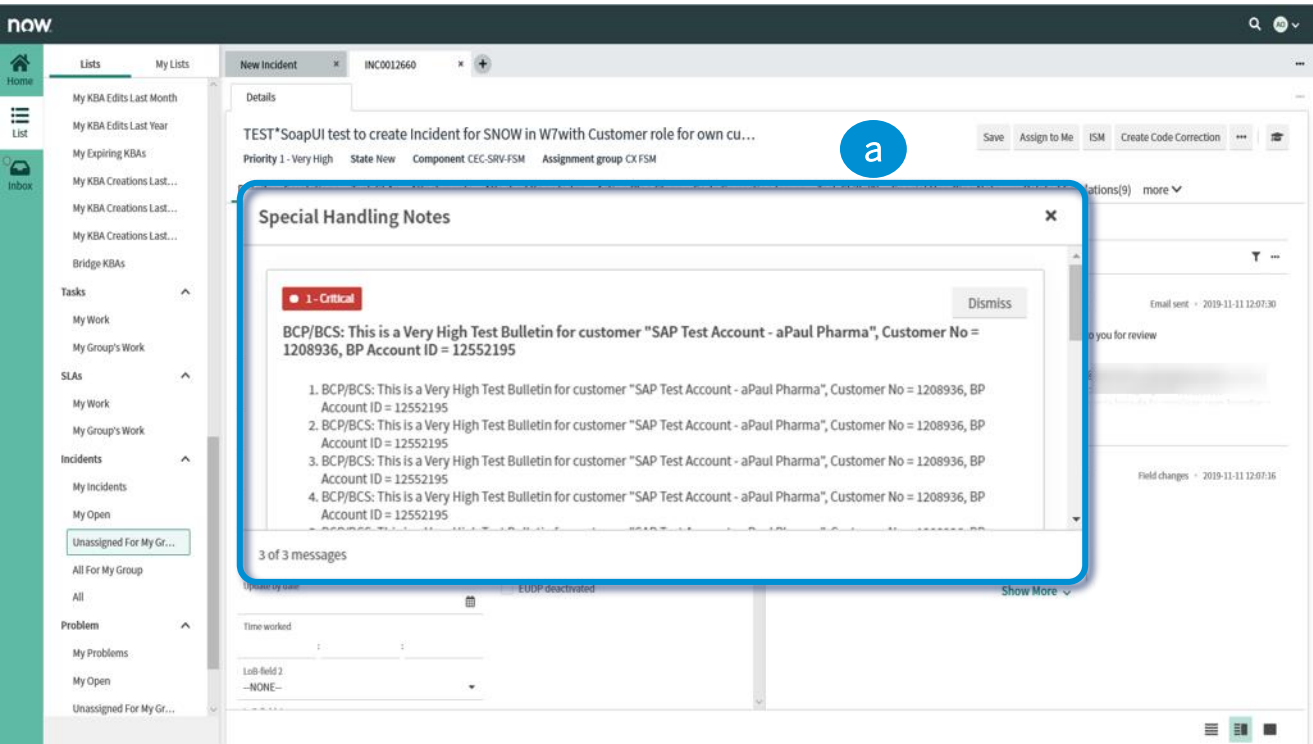 now.
AO
Home
List
Inbox
Lists
My Lists
My KBA Edits Last Month
My KBA Edits Last Year
My Expiring KBAs
My KBA Creations Last...
My KBA Creations Last...
My KBA Creations Last...
Bridge KBAs
Tasks
My Work
My Group's Work
SLAs
My Work
My Group's Work
Incidents
My Incidents
My Open
Unassigned For My Gr...
All For My Group
All
Problem
My Problems
My Open
Unassigned For My Gr...
New Incident
INC0012660
Details
TEST*SoapUI test to create Incident for SNOW in W7with Customer role for own cu...
Priority 1 - Very High State New Component CEC-SRV-FSM Assignment group CX FSM
Save Assign to Me ISM Create Code Correction
a
lations(9) more
Special Handling Notes
1 - Critical
Dismiss
BCP/BCS: This is a Very High Test Bulletin for customer "SAP Test Account - aPaul Pharma", Customer No =
1208936, BP Account ID = 12552195
1. BCP/BCS: This is a Very High Test Bulletin for customer "SAP Test Account - aPaul Pharma", Customer No = 1208936, BP
Account ID = 12552195
2. BCP/BCS: This is a Very High Test Bulletin for customer "SAP Test Account - aPaul Pharma", Customer No = 1208936, BP
Account ID = 12552195
3. BCP/BCS: This is a Very High Test Bulletin for customer "SAP Test Account - aPaul Pharma", Customer No = 1208936, BP
Account ID = 12552195
4. BCP/BCS: This is a Very High Test Bulletin for customer "SAP Test Account - aPaul Pharma", Customer No = 1208936, BP
Account ID = 12552195
3 of 3 messages
Email sent • 2019-11-11 12:07:30
o you for review
Field changes • 2019-11-11 12:07:16
Show More
Update by date
EUDP deactivated
Time worked
: :
LoB-field 2
--NONE--